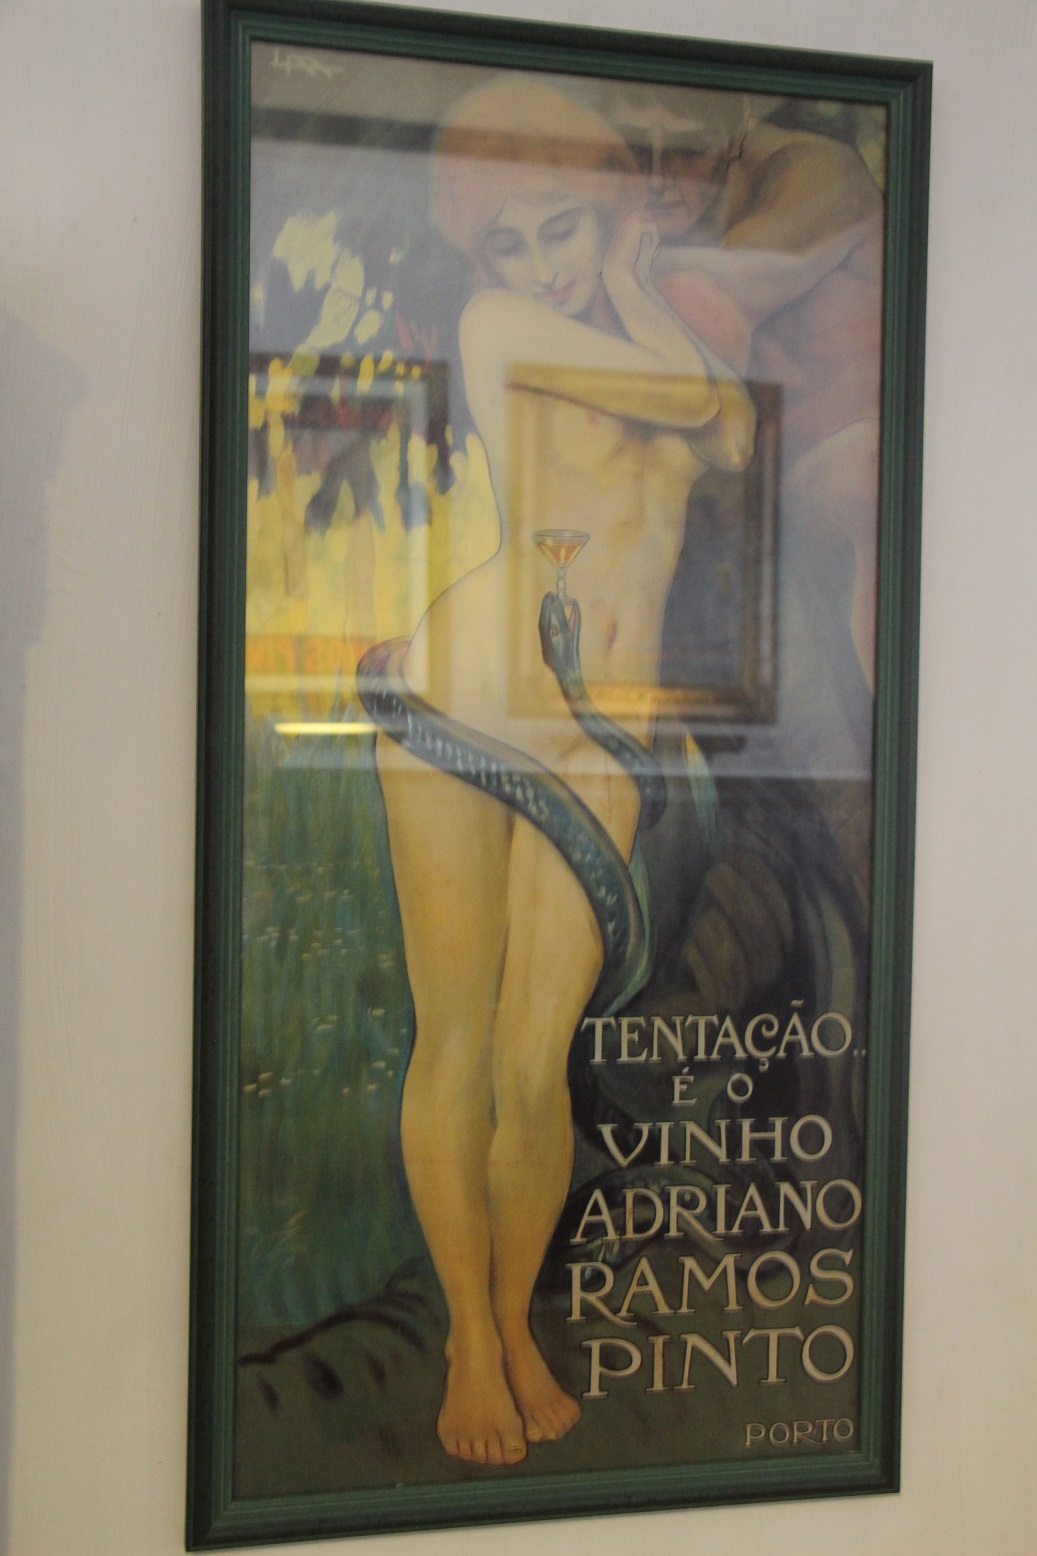 TENTAÇÃO..
É O
VINHO
ADRIANO
RAMOS
PINTO
PORTO